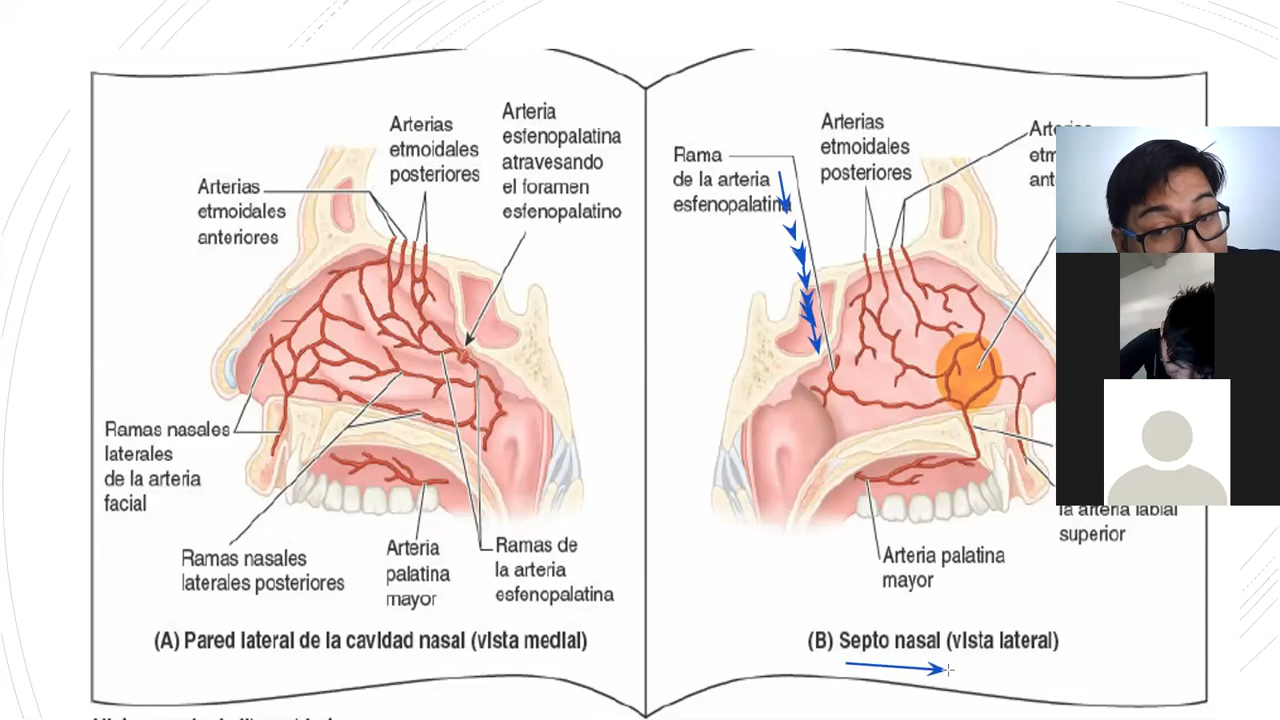 Arteria
esfenopalatina
atravesando
el foramen
esfenopalatino
Arterias
etmoidales
posteriores
Arterias
etmoidales
anteriores
Ramas nasales
laterales
de la arteria
facial
Ramas nasales
laterales posteriores
Arteria
palatina
mayor
Ramas de
la arteria
esfenopalatina
(A) Pared lateral de la cavidad nasal (vista medial)
Rama
de la arteria
esfenopalatina
Arterias
etmoidales
posteriores
Arterias
etm
ant
la arteria labial
superior
Arteria palatina
mayor
(B) Septo nasal (vista lateral)